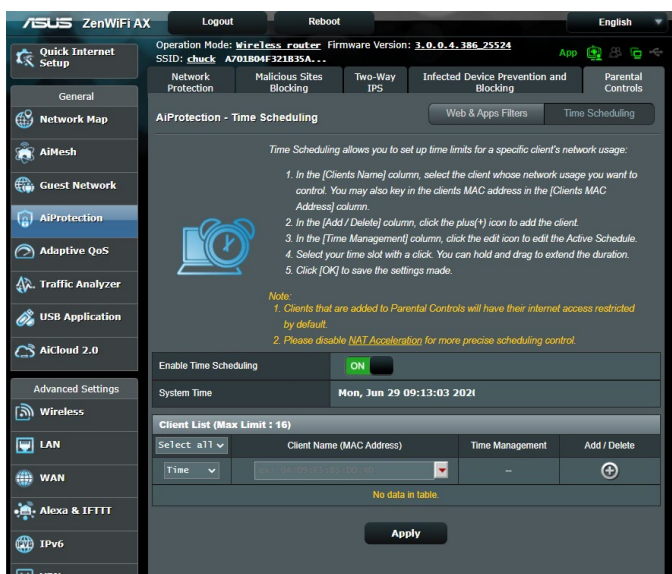 ASUS ZenWiFi AX Logout Reboot English
Quick Internet Setup
General
Network Map
AiMesh
Guest Network
AiProtection
Adaptive QoS
Traffic Analyzer
USB Application
AiCloud 2.0
Advanced Settings
Wireless
LAN
WAN
Alexa & IFTTT
IPv6
Operation Mode: Wireless router Firmware Version: 3.0.0.4.386_25524
SSID: chuck A701B04F321B35A...
App
Network Protection
Malicious Sites Blocking
Two-Way IPS
Infected Device Prevention and Blocking
Parental Controls
AiProtection - Time Scheduling
Web & Apps Filters
Time Scheduling
Time Scheduling allows you to set up time limits for a specific client's network usage:
1. In the [Clients Name] column, select the client whose network usage you want to
control. You may also key in the clients MAC address in the [Clients MAC
Address] column.
2. In the [Add / Delete] column, click the plus(+) icon to add the client.
3. In the [Time Management] column, click the edit icon to edit the Active Schedule.
4. Select your time slot with a click. You can hold and drag to extend the duration.
5. Click [OK] to save the settings made.
Note:
1. Clients that are added to Parental Controls will have their internet access restricted
by default.
2. Please disable NAT Acceleration for more precise scheduling control.
Enable Time Scheduling ON
System Time Mon, Jun 29 09:13:03 202
Client List (Max Limit : 16)
Select all Client Name (MAC Address) Time Management Add / Delete
Time --
No data in table.
Apply